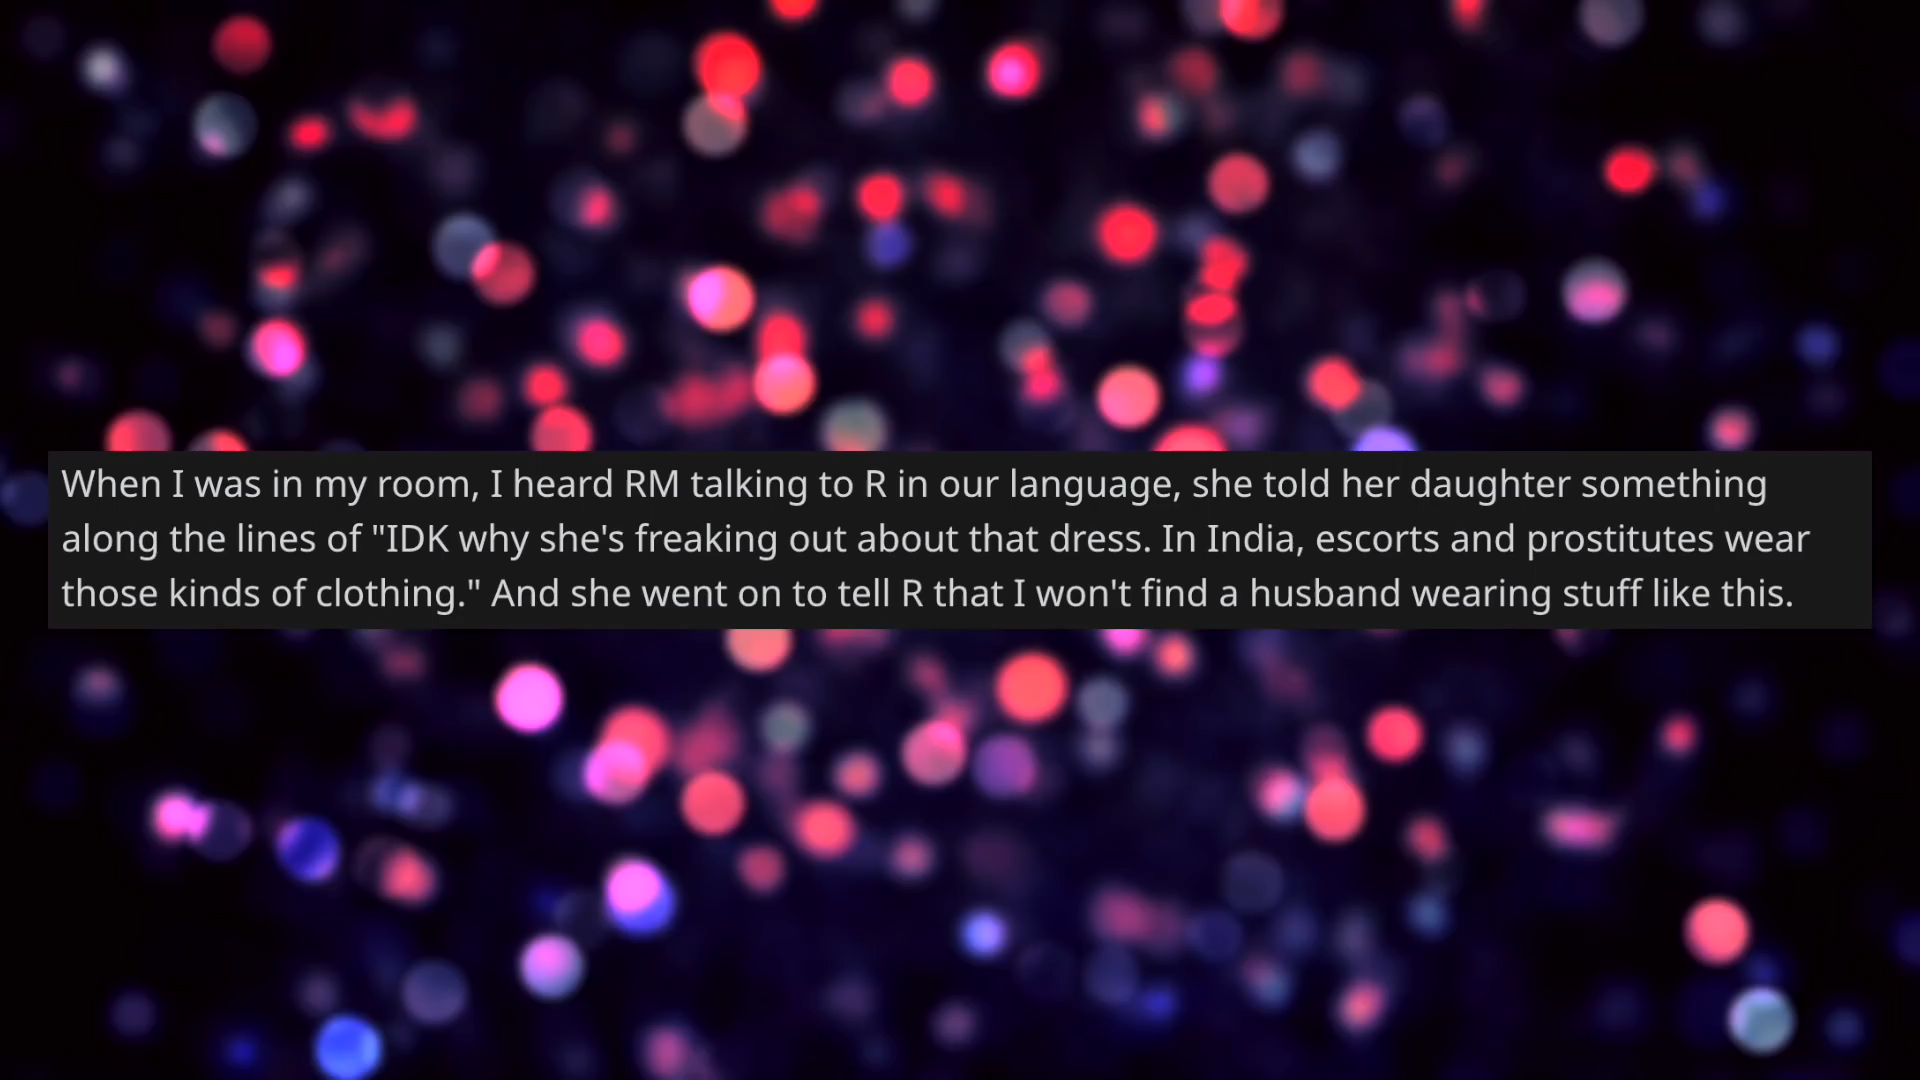 When I was in my room, I heard RM talking to R in our language, she told her daughter something
along the lines of "IDK why she's freaking out about that dress. In India, escorts and prostitutes wear
those kinds of clothing." And she went on to tell R that I won't find a husband wearing stuff like this.